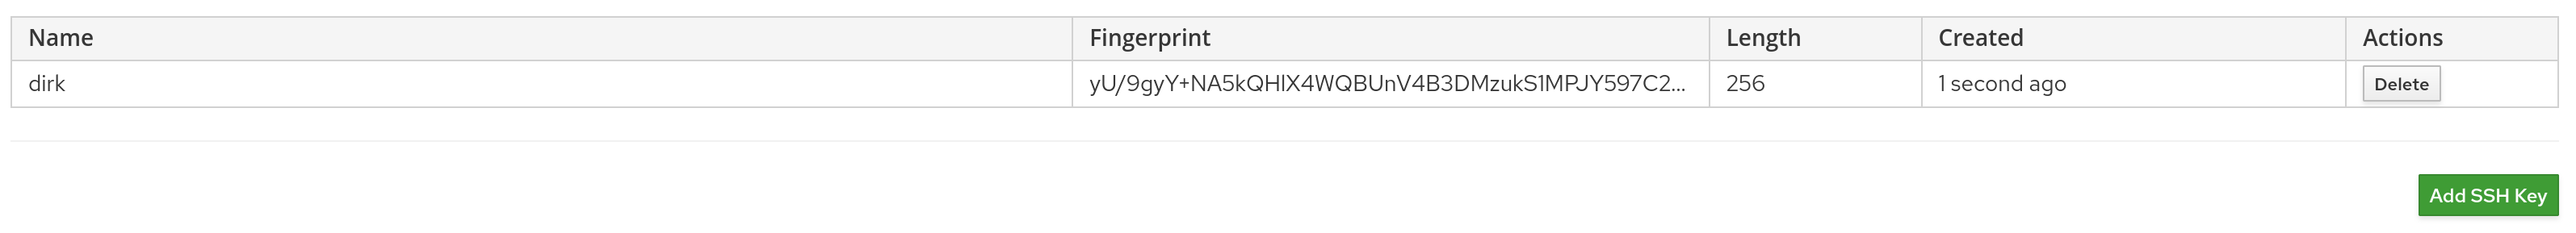 Name Fingerprint Length Created Actions
dirk yU/9gyY+NA5kQHlX4WQBUnV4B3DMzukS1MPJY597C2... 256 1 second ago Delete
Add SSH Key